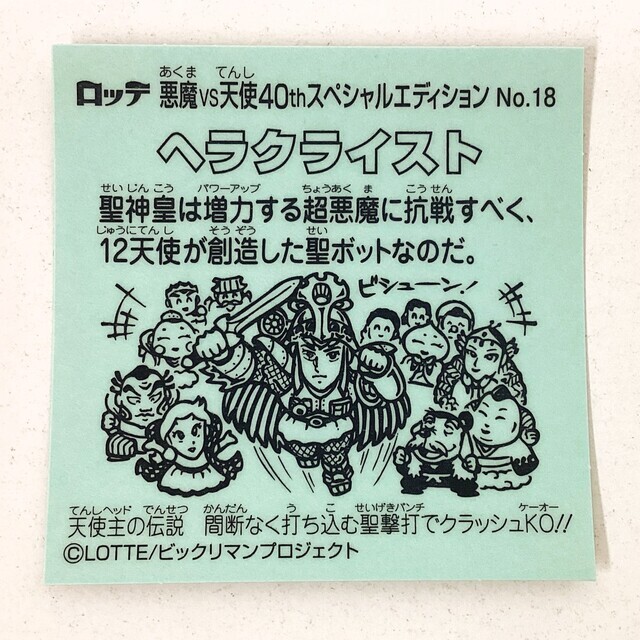 ロッテ 悪魔VS天使40thスペシャルエディション No.18
ヘラクライスト
聖神皇は増力する超悪魔に抗戦すべく、
12天使が創造した聖ボットなのだ。
ビシューン!
天使主の伝説 間断なく打ち込む聖撃打でクラッシュKO!!
©LOTTE/ビックリマンプロジェクト